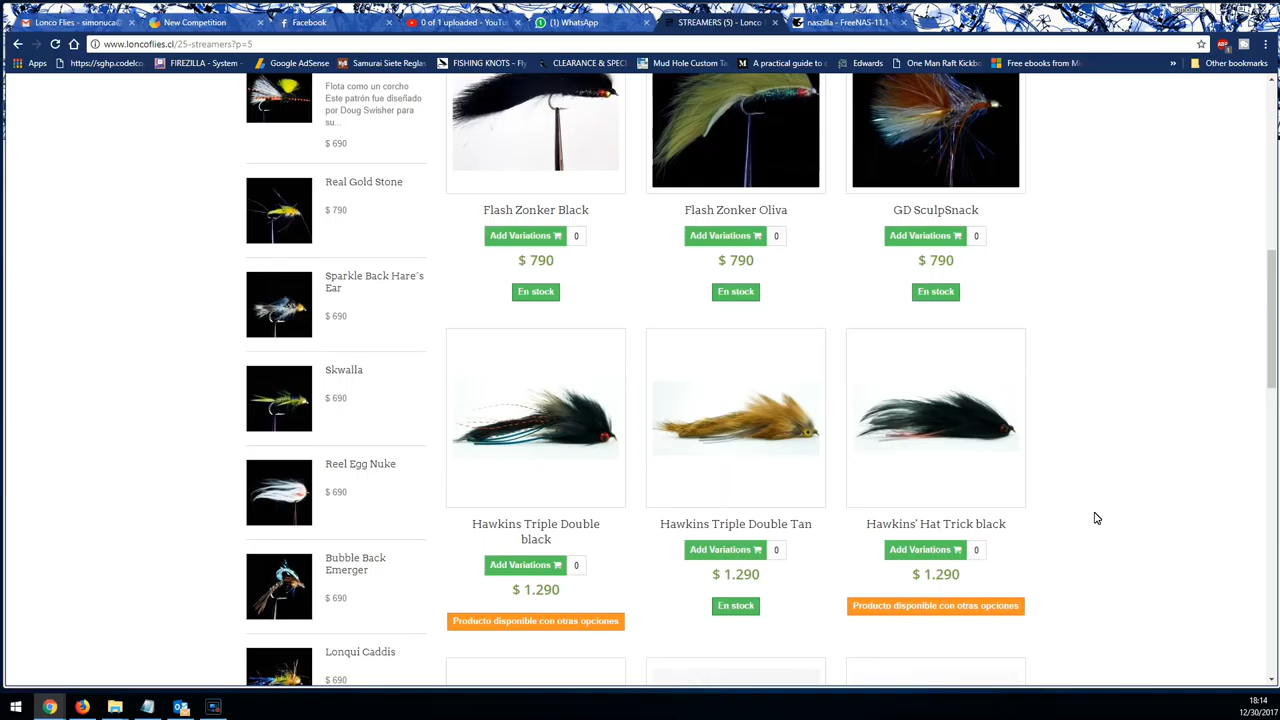 Lonco Flies - simonuca@
New Competition
Facebook
0 of 1 uploaded - YouTu
(1) WhatsApp
STREAMERS (5) - Lonco
naszilla - FreeNAS-11.1-
www.loncoflies.cl/25-streamers?p=5
Apps
https://sghp.codelco
FIREZILLA - System -
Google AdSense
Samurai Siete Reglas
FISHING KNOTS - Fly
CLEARANCE & SPECI
Mud Hole Custom Ta
A practical guide to
Edwards
One Man Raft Kickbo
Free ebooks from Mi
»
Other bookmarks
Flota como un corcho
Este patrón fue diseñado
por Doug Swisher para
su...
$ 690
Real Gold Stone
$ 790
Sparkle Back Hare´s
Ear
$ 690
Skwalla
$ 690
Reel Egg Nuke
$ 690
Bubble Back
Emerger
$ 690
Lonqui Caddis
$ 690
Flash Zonker Black
Add Variations
0
$ 790
En stock
Flash Zonker Oliva
Add Variations
0
$ 790
En stock
GD SculpSnack
Add Variations
0
$ 790
En stock
Hawkins Triple Double
black
Add Variations
0
$ 1.290
Producto disponible con otras opciones
Hawkins Triple Double Tan
Add Variations
0
$ 1.290
En stock
Hawkins' Hat Trick black
Add Variations
0
$ 1.290
Producto disponible con otras opciones
18:14
12/30/2017